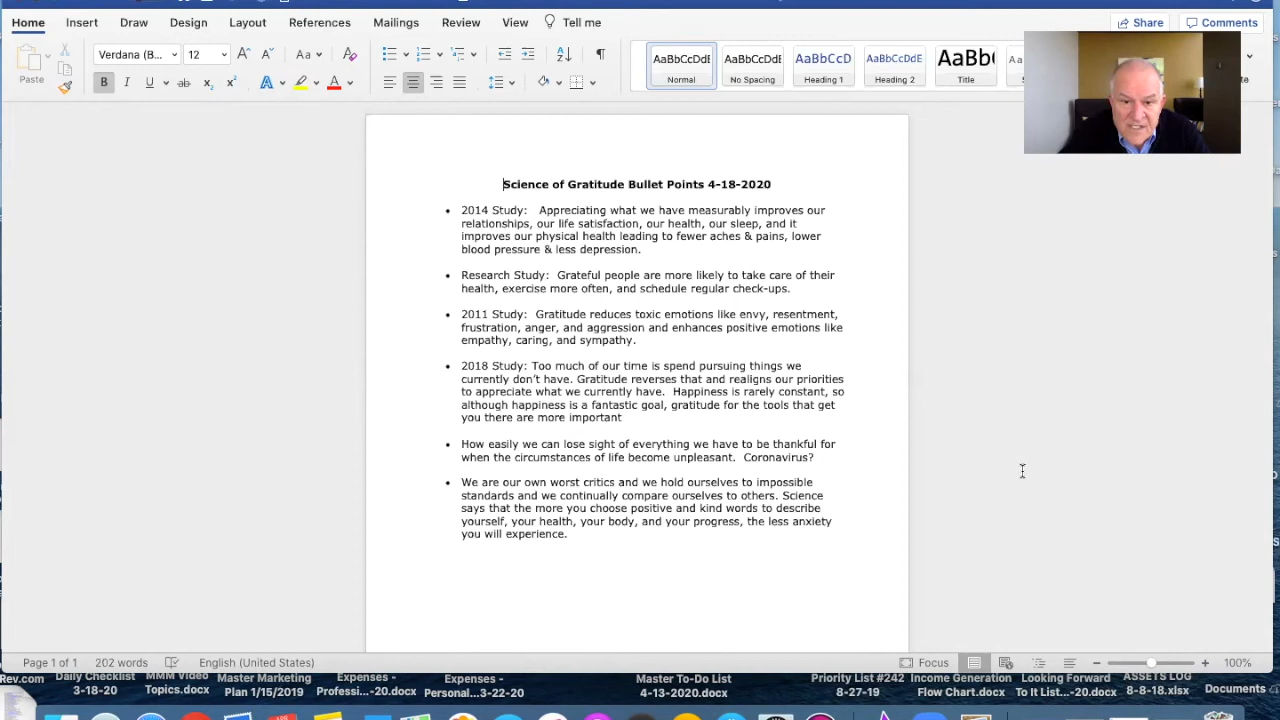 Home Insert Draw Design Layout References Mailings Review View Tell me Share Comments
Verdana (B... 12 Aa
Paste B I U ab x₂ x² A A
AaBbCcDdE AaBbCcDdE AaBbCcD AaBbCcDdE AaBb(
Normal No Spacing Heading 1 Heading 2 Title
Science of Gratitude Bullet Points 4-18-2020
• 2014 Study: Appreciating what we have measurably improves our
relationships, our life satisfaction, our health, our sleep, and it
improves our physical health leading to fewer aches & pains, lower
blood pressure & less depression.
• Research Study: Grateful people are more likely to take care of their
health, exercise more often, and schedule regular check-ups.
• 2011 Study: Gratitude reduces toxic emotions like envy, resentment,
frustration, anger, and aggression and enhances positive emotions like
empathy, caring, and sympathy.
• 2018 Study: Too much of our time is spend pursuing things we
currently don't have. Gratitude reverses that and realigns our priorities
to appreciate what we currently have. Happiness is rarely constant, so
although happiness is a fantastic goal, gratitude for the tools that get
you there are more important
• How easily we can lose sight of everything we have to be thankful for
when the circumstances of life become unpleasant. Coronavirus?
• We are our own worst critics and we hold ourselves to impossible
standards and we continually compare ourselves to others. Science
says that the more you choose positive and kind words to describe
yourself, your health, your body, and your progress, the less anxiety
you will experience.
Page 1 of 1 202 words English (United States) Focus 100%
Rev.com Daily Checklist MMM Video Master Marketing Expenses - Expenses - Master To-Do List Priority List #242 Income Generation Looking Forward ASSETS LOG
3-18-20 Topics.docx Plan 1/15/2019 Professi...-20.docx Personal...3-22-20 4-13-2020.docx 8-27-19 Flow Chart.docx To It List...-20.docx 8-8-18.xlsx Documents